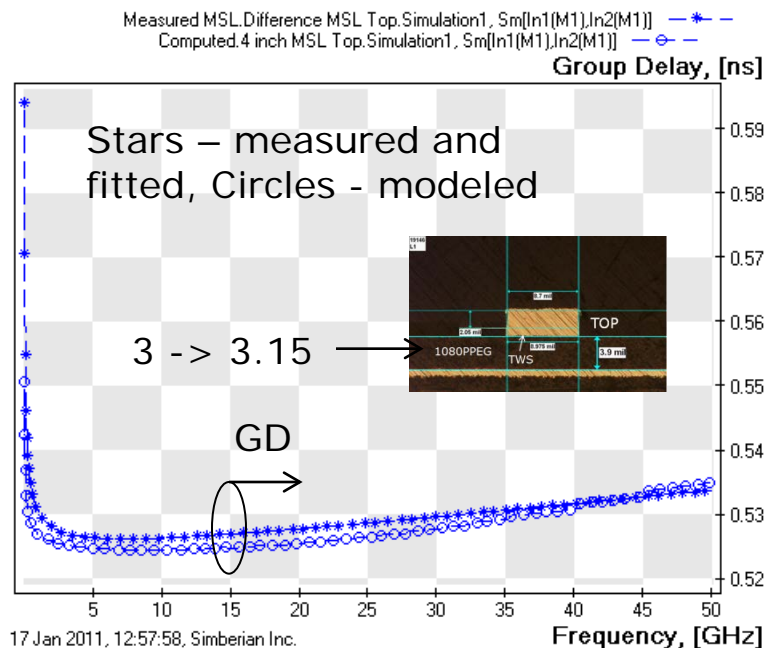 Measured MSL.Difference MSL Top.Simulation1, Sm[In1(M1),In2(M1)]
Computed.4 inch MSL Top.Simulation1, Sm[In1(M1),In2(M1)]
Group Delay, [ns]
Stars – measured and
fitted, Circles - modeled
3 -> 3.15
8.7 mil
2.05 mil
TOP
1080PPEG
TWS
8.975 mil
3.9 mil
GD
0.59
0.58
0.57
0.56
0.55
0.54
0.53
0.52
5 10 15 20 25 30 35 40 45 50
17 Jan 2011, 12:57:58, Simberian Inc.
Frequency, [GHz]